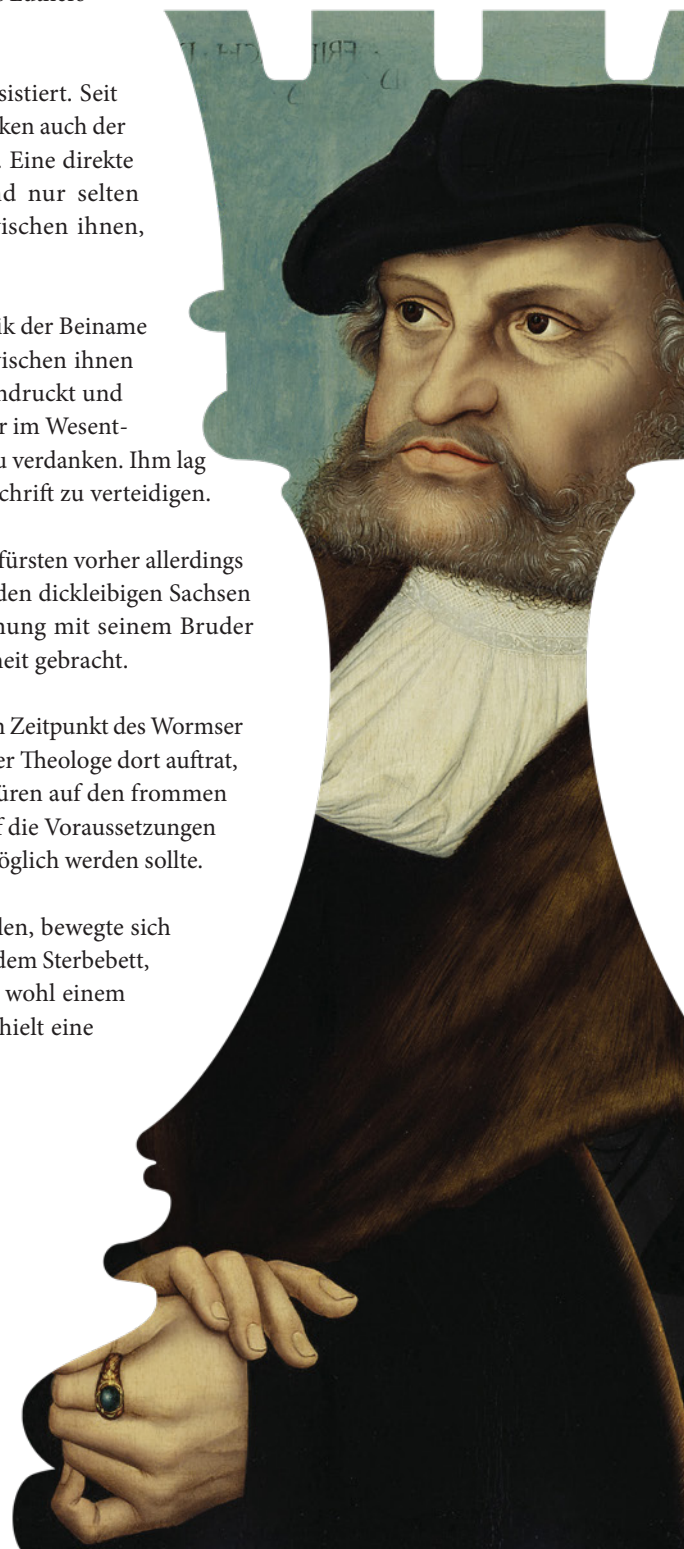 Luthers
sistiert. Seit
ken auch der
. Eine direkte
d nur selten
ischen ihnen,
ik der Beiname
ischen ihnen
ndruckt und
r im Wesent-
u verdanken. Ihm lag
chrift zu verteidigen.
fürsten vorher allerdings
den dickleibigen Sachsen
nung mit seinem Bruder
heit gebracht.
n Zeitpunkt des Wormser
er Theologe dort auftrat,
üren auf den frommen
f die Voraussetzungen
öglich werden sollte.
len, bewegte sich
dem Sterbebett,
wohl einem
hielt eine